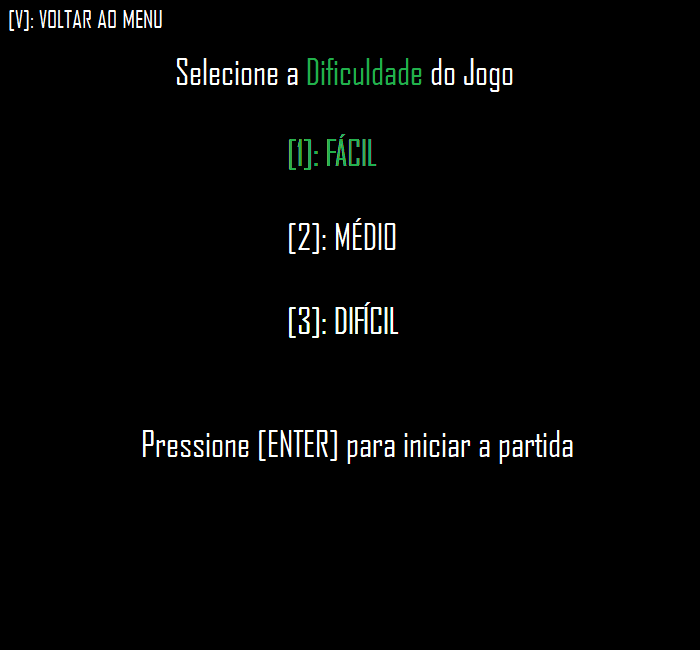 [V]: VOLTAR AO MENU
Selecione a Dificuldade do Jogo
[1]: FÁCIL
[2]: MÉDIO
[3]: DIFÍCIL
Pressione [ENTER] para iniciar a partida